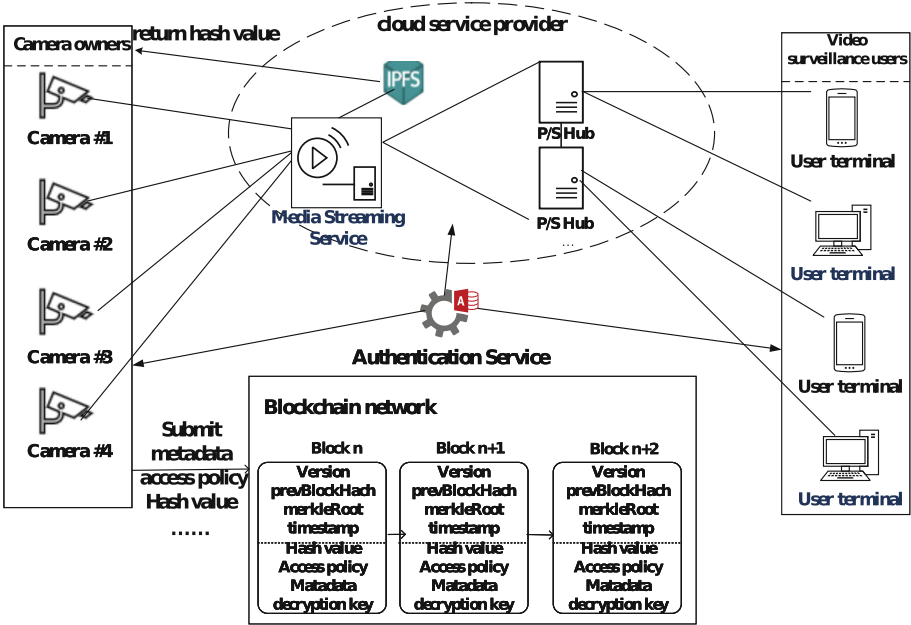 cloud service provider
return hash value
Camera owners
Camera #1
Camera #2
Camera #3
Camera #4
IPFS
Media Streaming
Service
P/S Hub
P/S Hub
...
Video
surveillance users
User terminal
User terminal
User terminal
User terminal
A
Authentication Service
Submit
metadata
access policy
Hash value
......
Blockchain network
Block n
Version
prevBlockHach
merkleRoot
timestamp
Hash value
Access policy
Matadata
decryption key
Block n+1
Version
prevBlockHach
merkleRoot
timestamp
Hash value
Access policy
Matadata
decryption key
Block n+2
Version
prevBlockHach
merkleRoot
timestamp
Hash value
Access policy
Matadata
decryption key